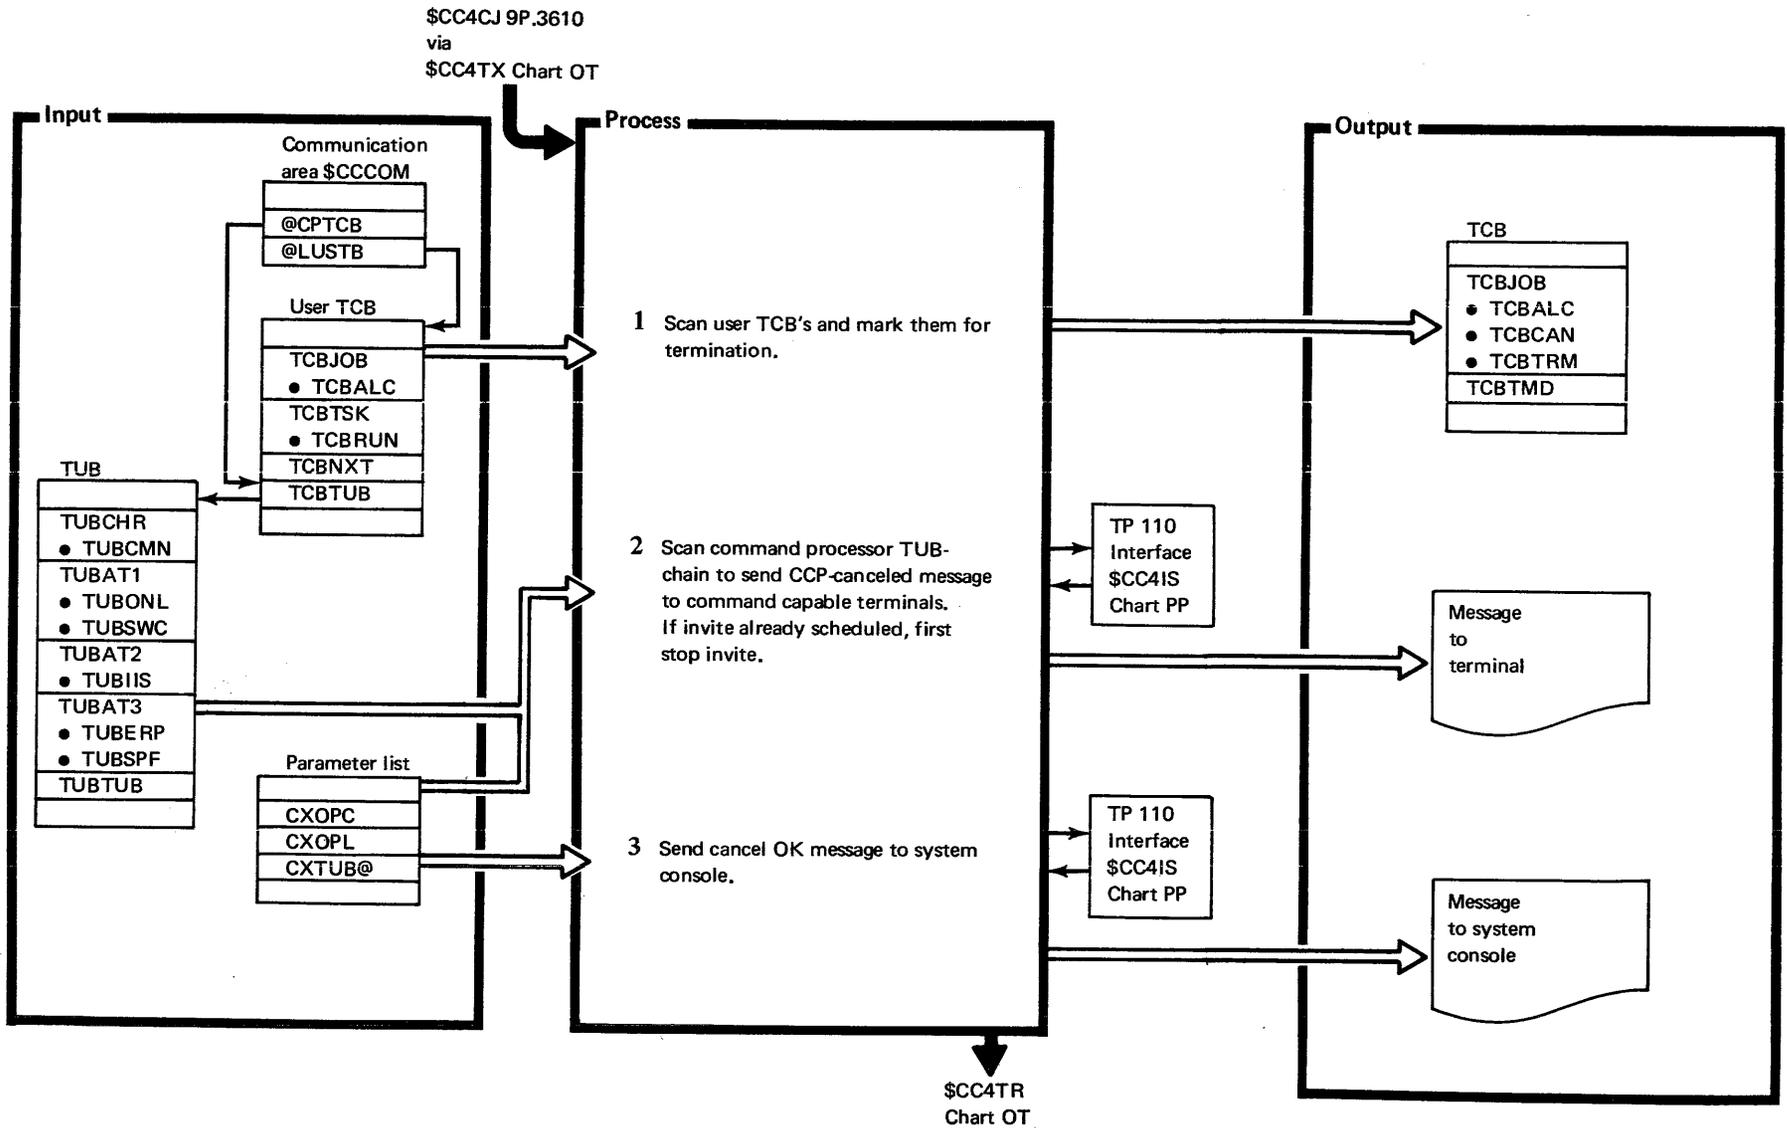 $CC4CJ 9P.3610
via
$CC4TX Chart OT
Input
Communication
area $CCCOM
@CPTCB
@LUSTB
User TCB
TCBJOB
• TCBALC
TCBTSK
• TCBRUN
TCBNXT
TCBTUB
TUB
TUBCHR
• TUBCMN
TUBAT1
• TUBONL
• TUBSWC
TUBAT2
• TUBIIS
TUBAT3
• TUBERP
• TUBSPF
TUBTUB
Parameter list
CXOPC
CXOPL
CXTUB@
Process
1 Scan user TCB's and mark them for
termination.
2 Scan command processor TUB-
chain to send CCP-canceled message
to command capable terminals.
If invite already scheduled, first
stop invite.
3 Send cancel OK message to system
console.
TP 110
Interface
$CC4IS
Chart PP
TP 110
Interface
$CC4IS
Chart PP
Output
TCB
TCBJOB
• TCBALC
• TCBCAN
• TCBTRM
TCBTMD
Message
to
terminal
Message
to system
console
$CC4TR
Chart OT